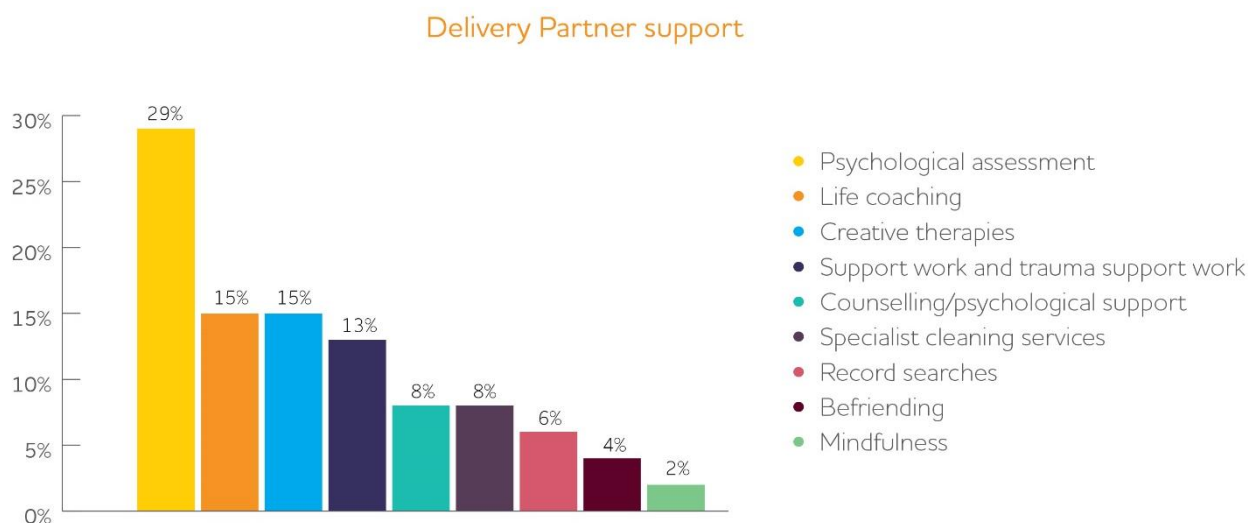 Delivery Partner support
30%
25%
20%
15%
10%
5%
0%
29%
15%
15%
13%
8%
8%
6%
4%
2%
Psychological assessment
Life coaching
Creative therapies
Support work and trauma support work
Counselling/psychological support
Specialist cleaning services
Record searches
Befriending
Mindfulness